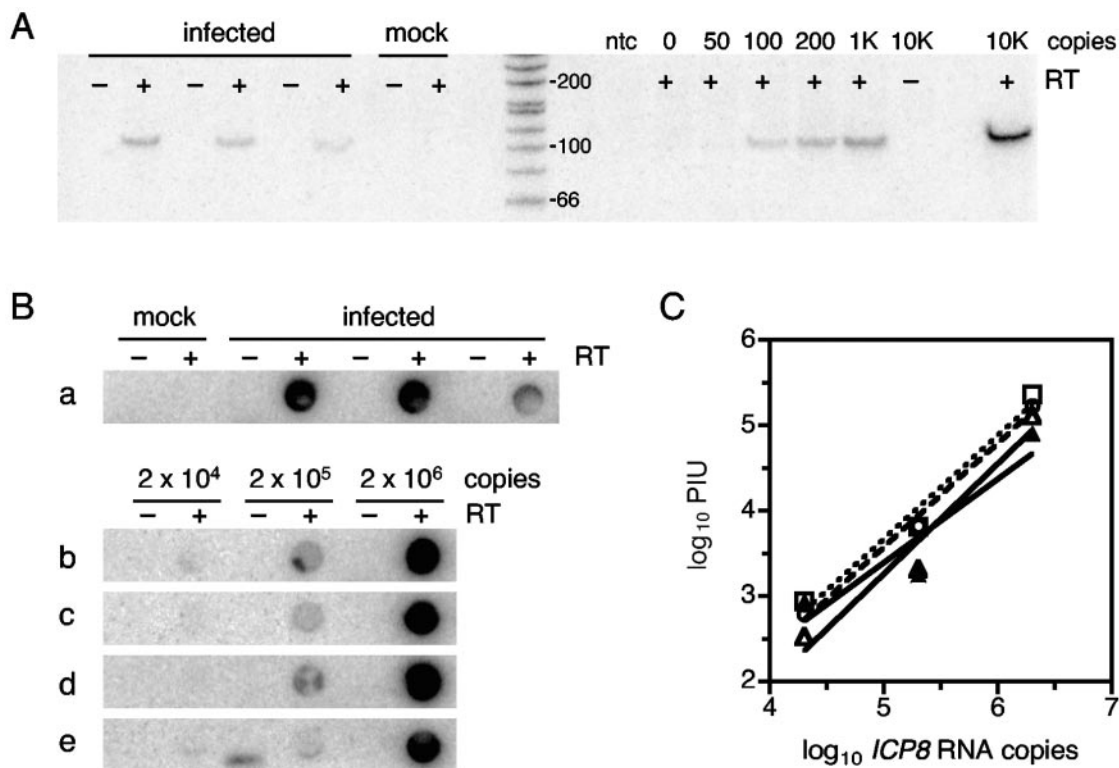 A
infected mock ntc 0 50 100 200 1K 10K 10K copies
− + − + − + − + -200 + + + + + − + RT
-100
-66
B
mock infected
− + − + − + − + RT
a
2 x 10⁴ 2 x 10⁵ 2 x 10⁶ copies
− + − + − + RT
b
c
d
e
C
6
5
4
3
2
log₁₀ PIU
4 5 6 7
log₁₀ ICP8 RNA copies